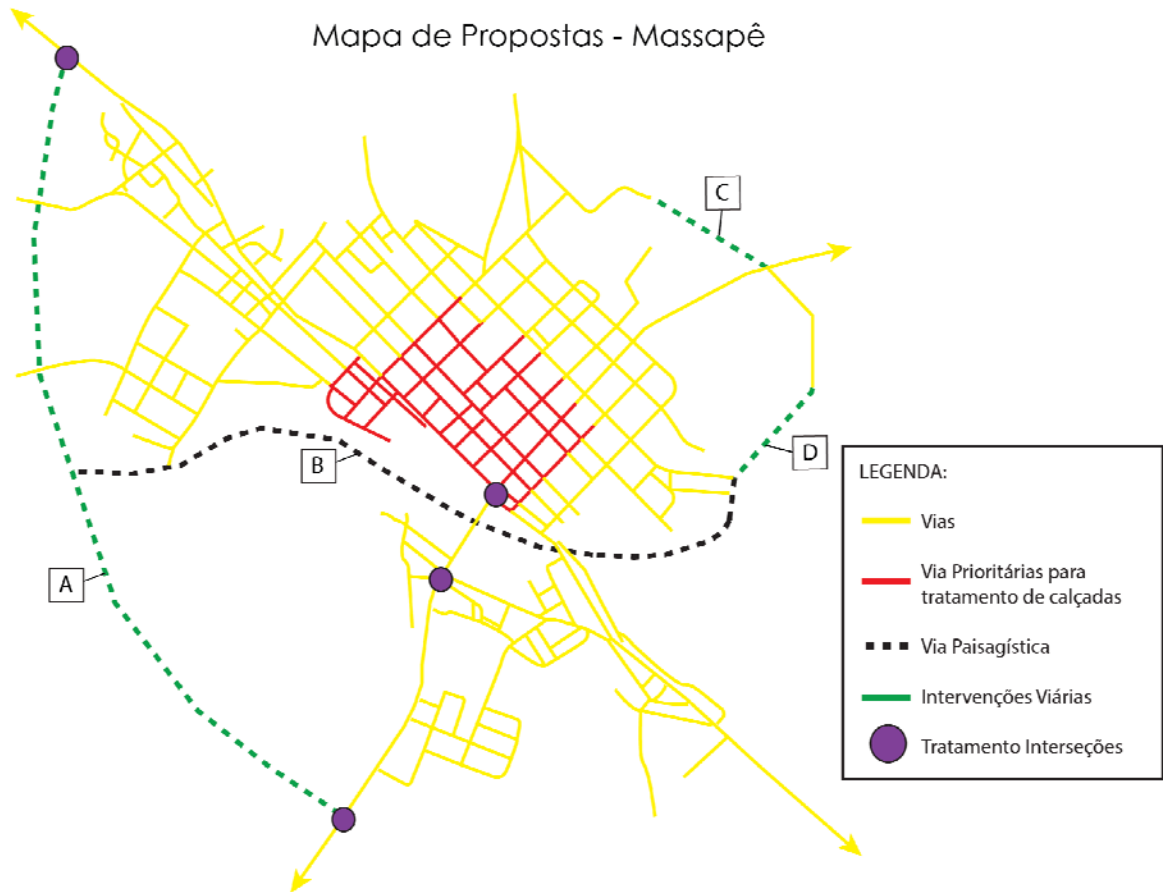 Mapa de Propostas - Massapê
C
B
D
A
LEGENDA:
Vias
Via Prioritárias para
tratamento de calçadas
Via Paisagística
Intervenções Viárias
Tratamento Interseções